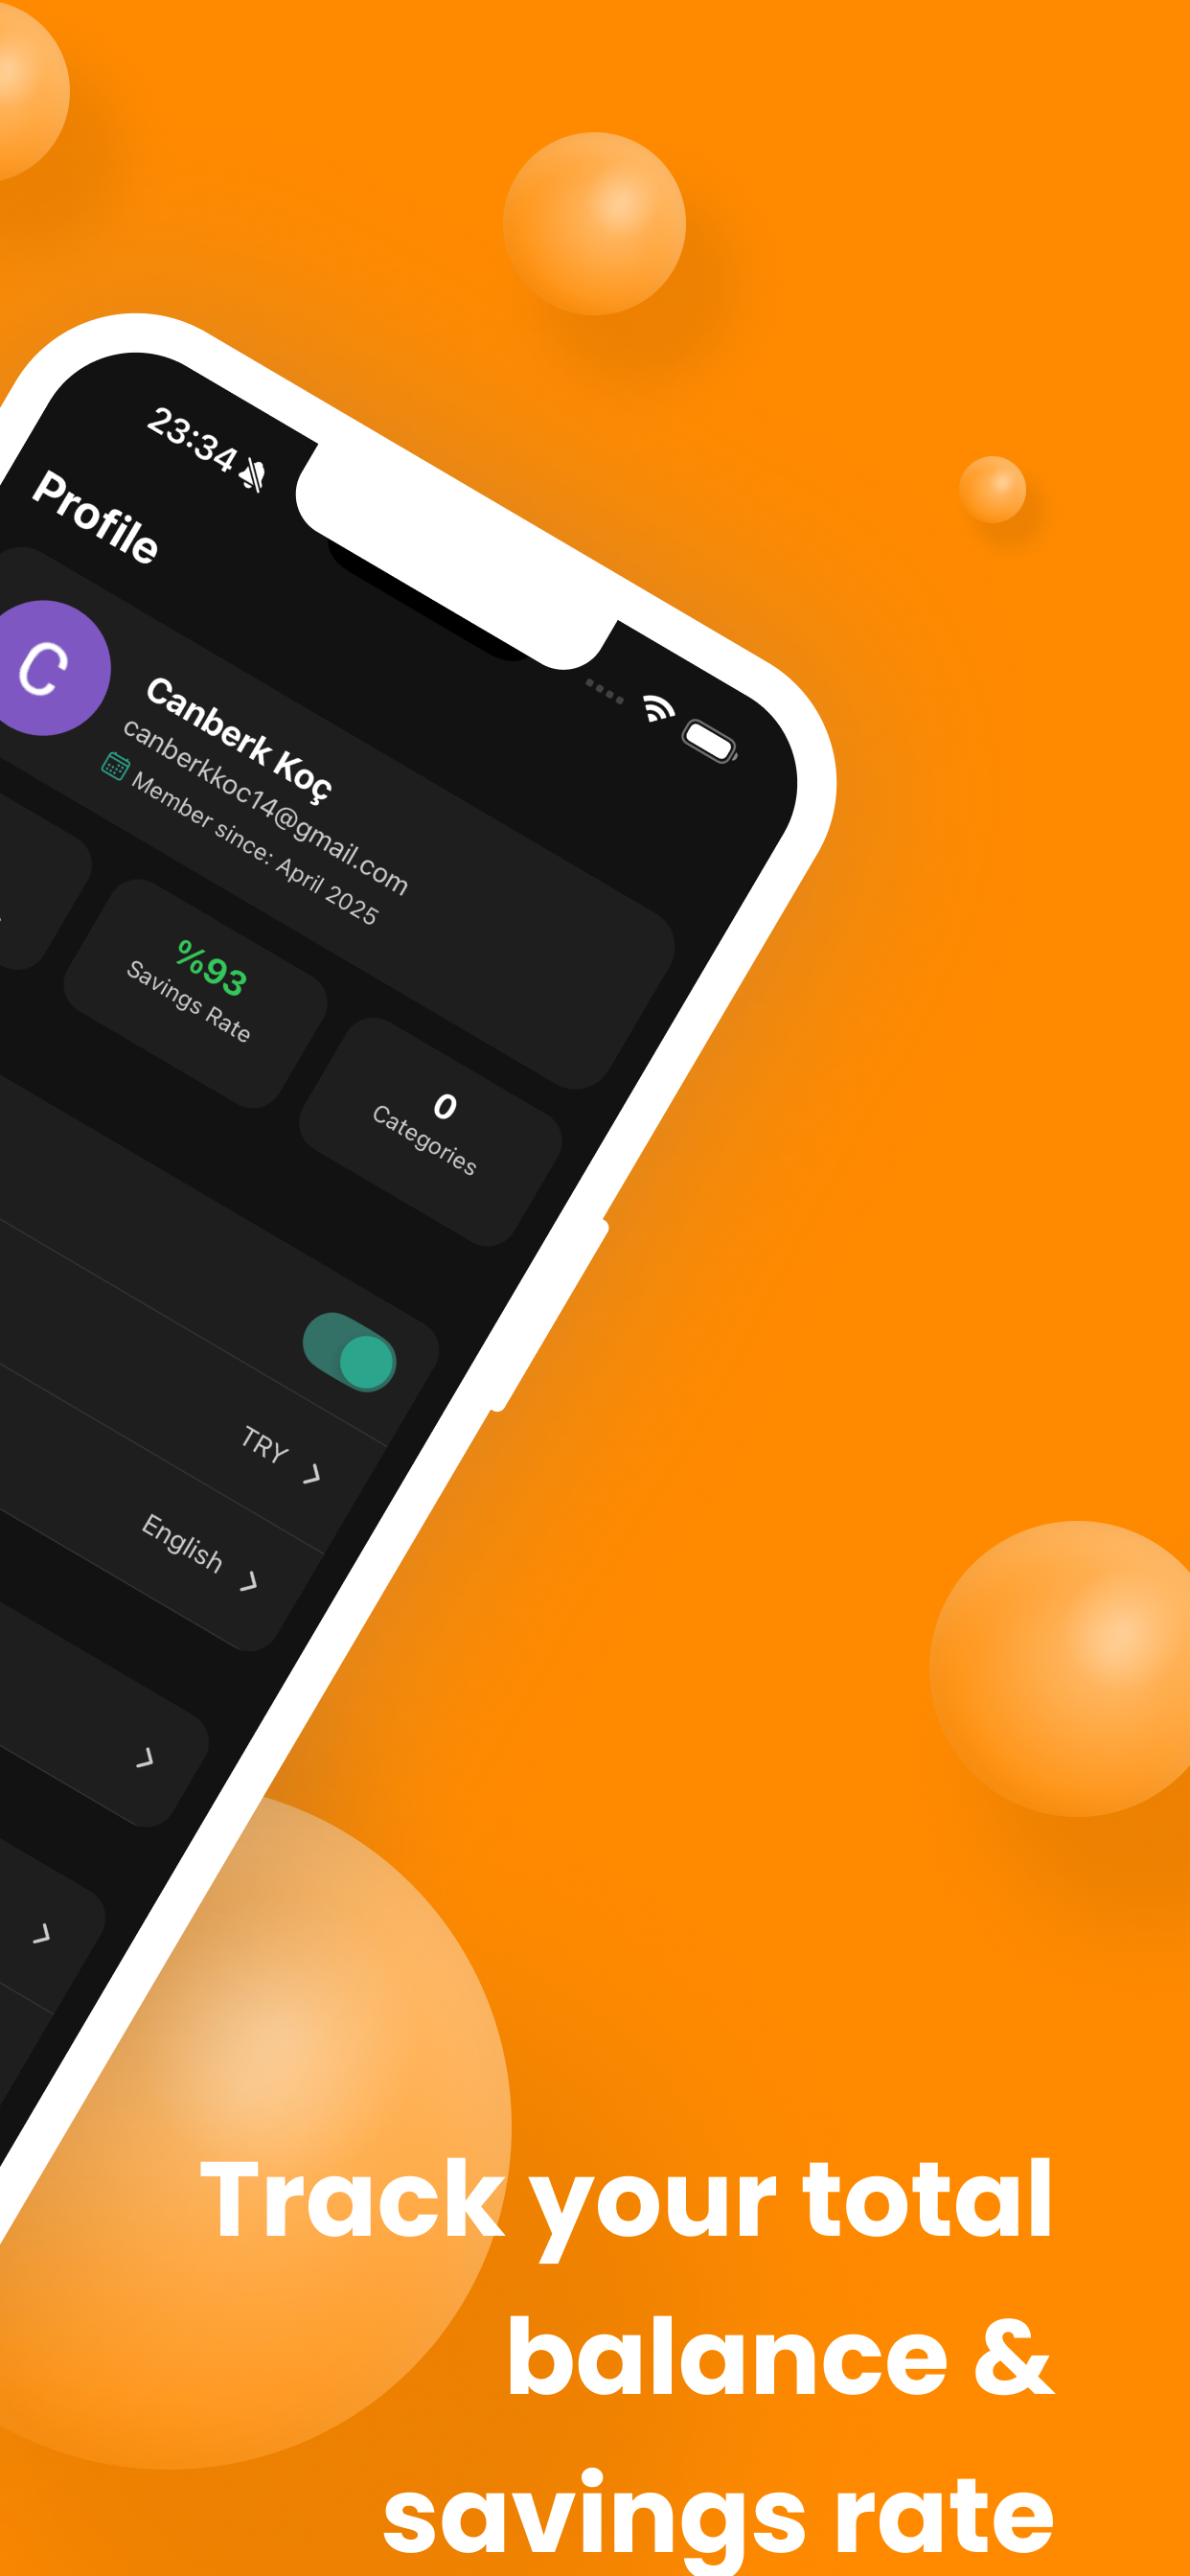 23:34
Profile
C
Canberk Koç
canberkkoc14@gmail.com
Member since: April 2025
%93
Savings Rate
0
Categories
TRY
English
Track your total
balance &
savings rate